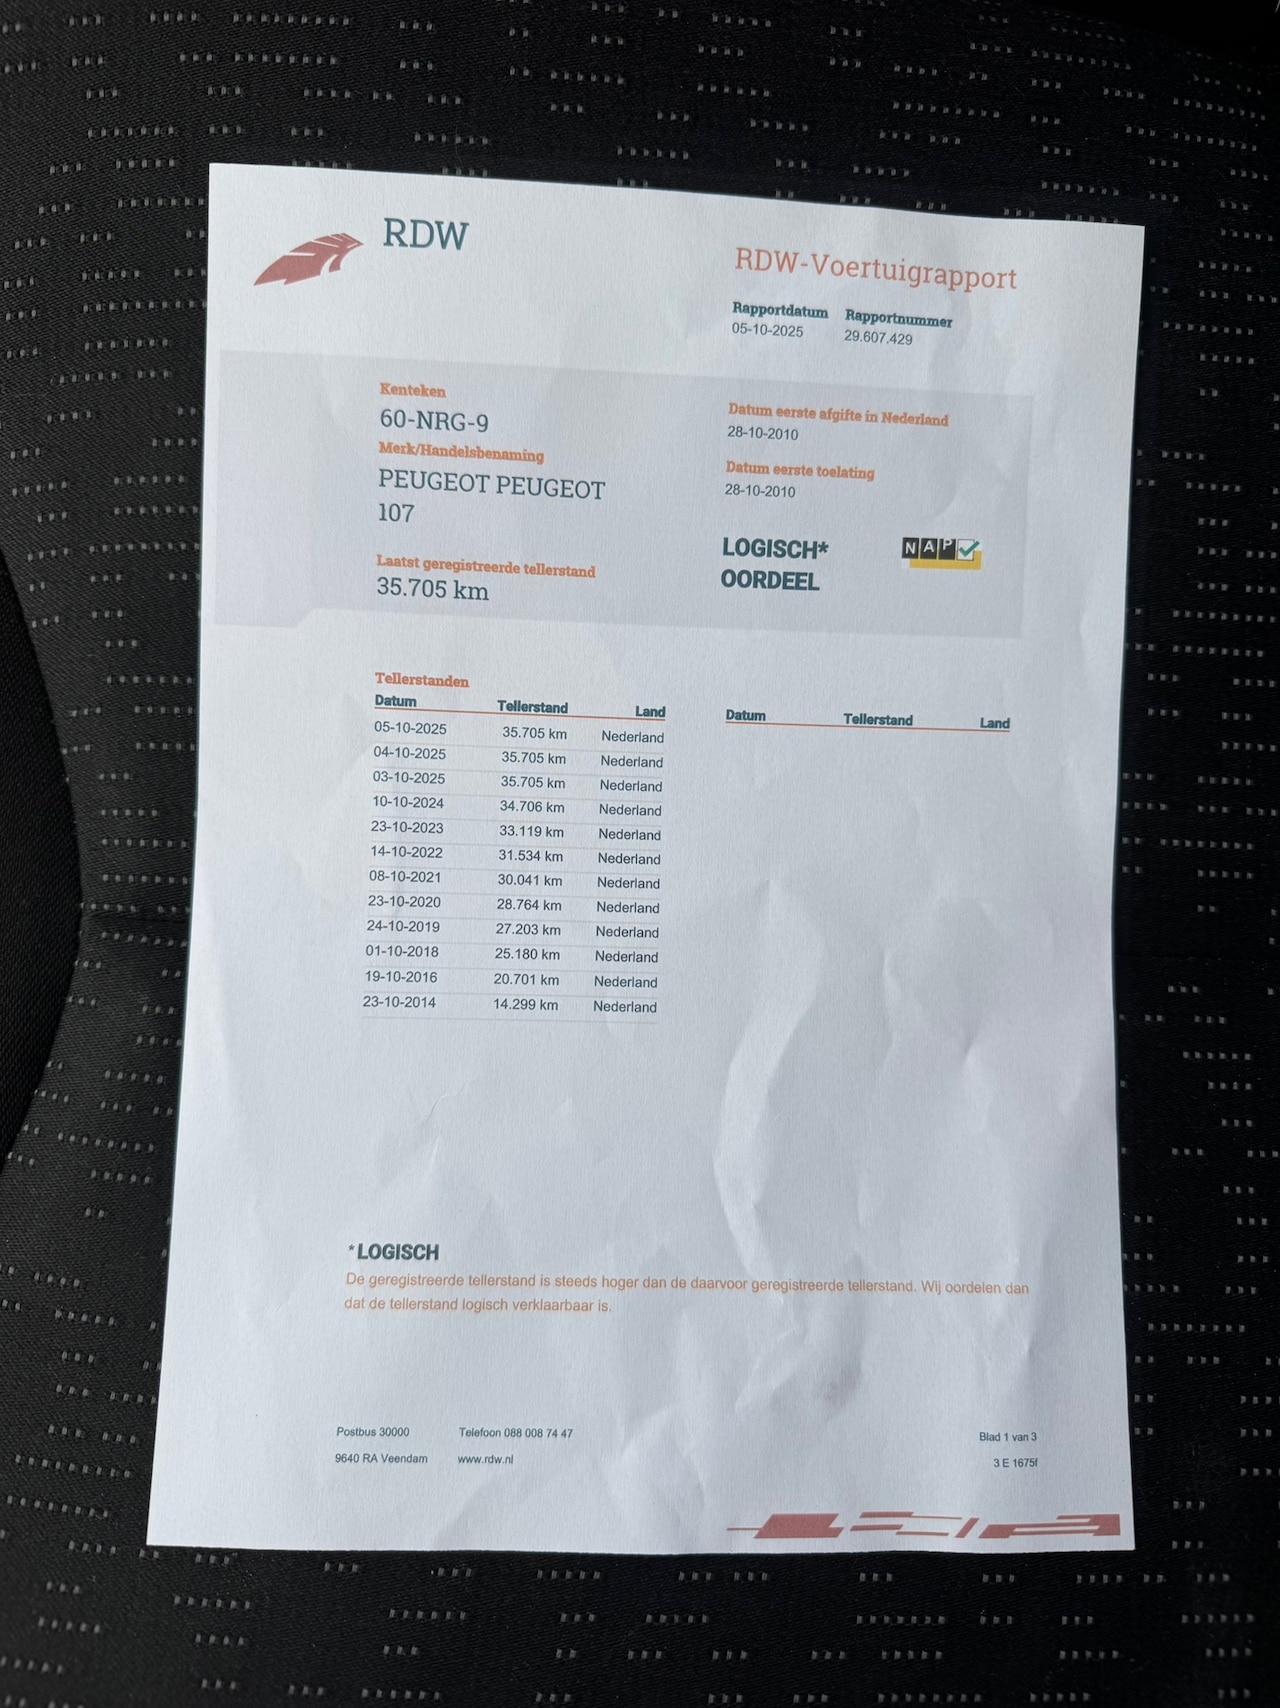 RDW
RDW-Voertuigrapport
Rapportdatum Rapportnummer
05-10-2025 29.607.429
Kenteken
60-NRG-9
Merk/Handelsbenaming
PEUGEOT PEUGEOT
107
Laatst geregistreerde tellerstand
35.705 km
Datum eerste afgifte in Nederland
28-10-2010
Datum eerste toelating
28-10-2010
LOGISCH*
OORDEEL
NAP
Tellerstanden
Datum Tellerstand Land
05-10-2025 35.705 km Nederland
04-10-2025 35.705 km Nederland
03-10-2025 35.705 km Nederland
10-10-2024 34.706 km Nederland
23-10-2023 33.119 km Nederland
14-10-2022 31.534 km Nederland
08-10-2021 30.041 km Nederland
23-10-2020 28.764 km Nederland
24-10-2019 27.203 km Nederland
01-10-2018 25.180 km Nederland
19-10-2016 20.701 km Nederland
23-10-2014 14.299 km Nederland
Datum Tellerstand Land
*LOGISCH
De geregistreerde tellerstand is steeds hoger dan de daarvoor geregistreerde tellerstand. Wij oordelen dan
dat de tellerstand logisch verklaarbaar is.
Postbus 30000 Telefoon 088 008 74 47
9640 RA Veendam www.rdw.nl
Blad 1 van 3
3 E 1675f